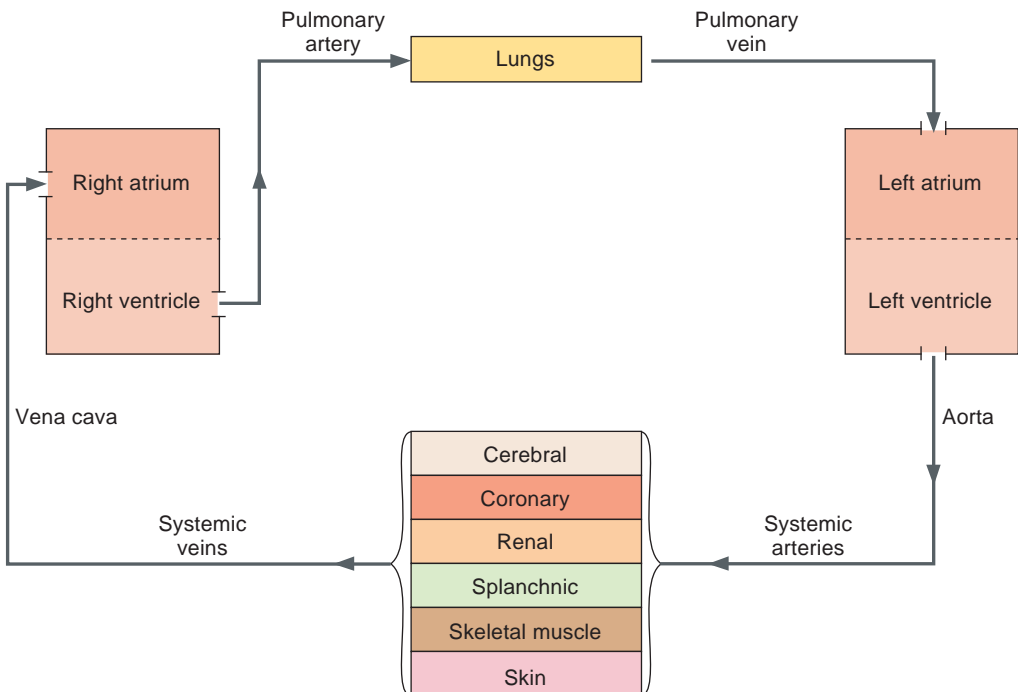 Pulmonary
artery
Lungs
Pulmonary
vein
Right atrium
Left atrium
Right ventricle
Left ventricle
Vena cava
Aorta
Cerebral
Coronary
Systemic
veins
Renal
Systemic
arteries
Splanchnic
Skeletal muscle
Skin